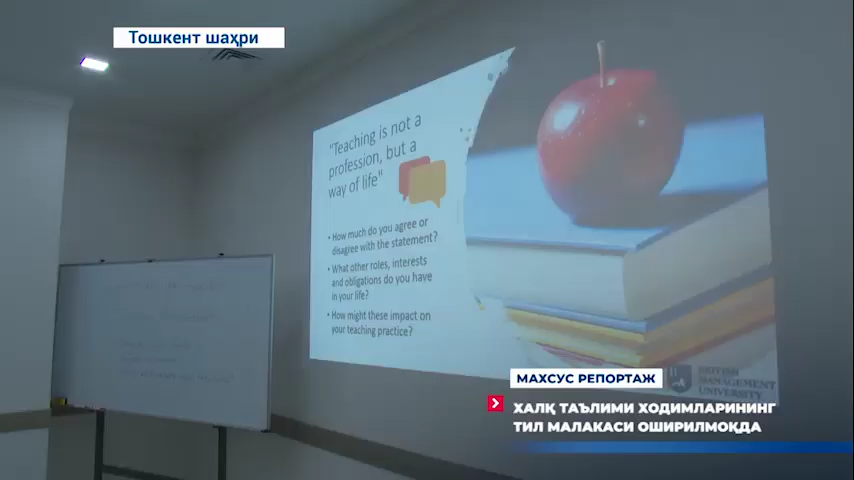 Тошкент шаҳри
"Teaching is not a
profession, but a
way of life"
• How much do you agree or
disagree with the statement?
• What other roles, interests
and obligations do you have
in your life?
• How might these impact on
your teaching practice?
МАХСУС РЕПОРТАЖ
BRITISH
MANAGEMENT
UNIVERSITY
ХАЛҚ ТАЪЛИМИ ХОДИМЛАРИНИНГ
ТИЛ МАЛАКАСИ ОШИРИЛМОҚДА